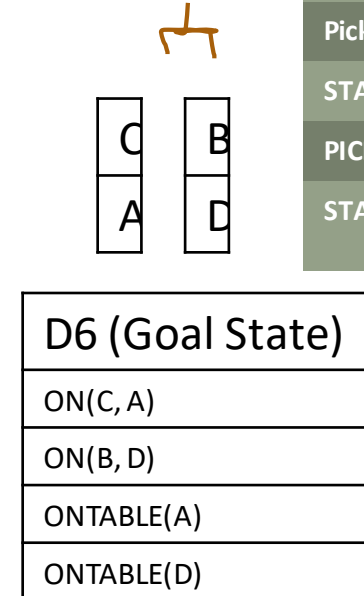 C B
A D
D6 (Goal State)
ON(C, A)
ON(B, D)
ONTABLE(A)
ONTABLE(D)